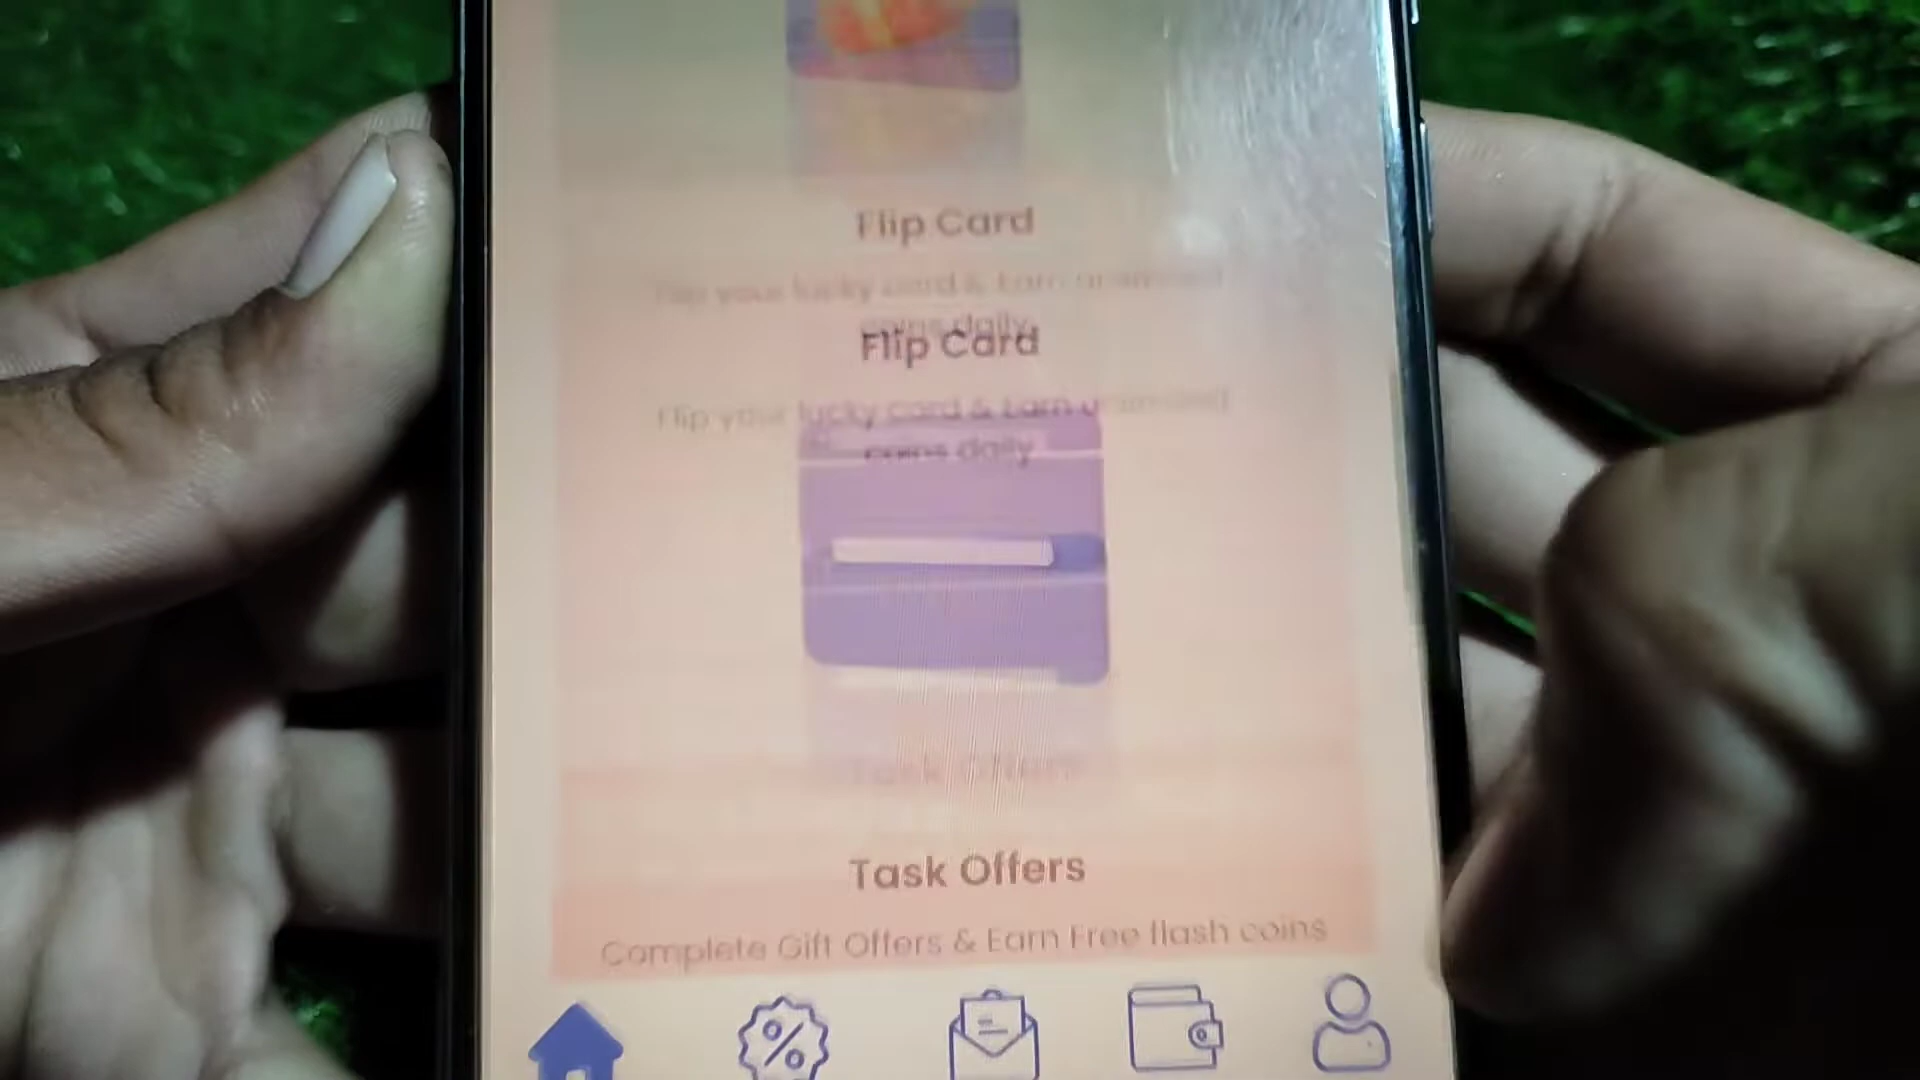 Flip Card
Flip your lucky card & Earn unlimited
coins daily
Flip Card
Flip your lucky card & Earn unlimited
coins daily
Task Offers
Task Offers
Complete Gift Offers & Earn Free flash coins